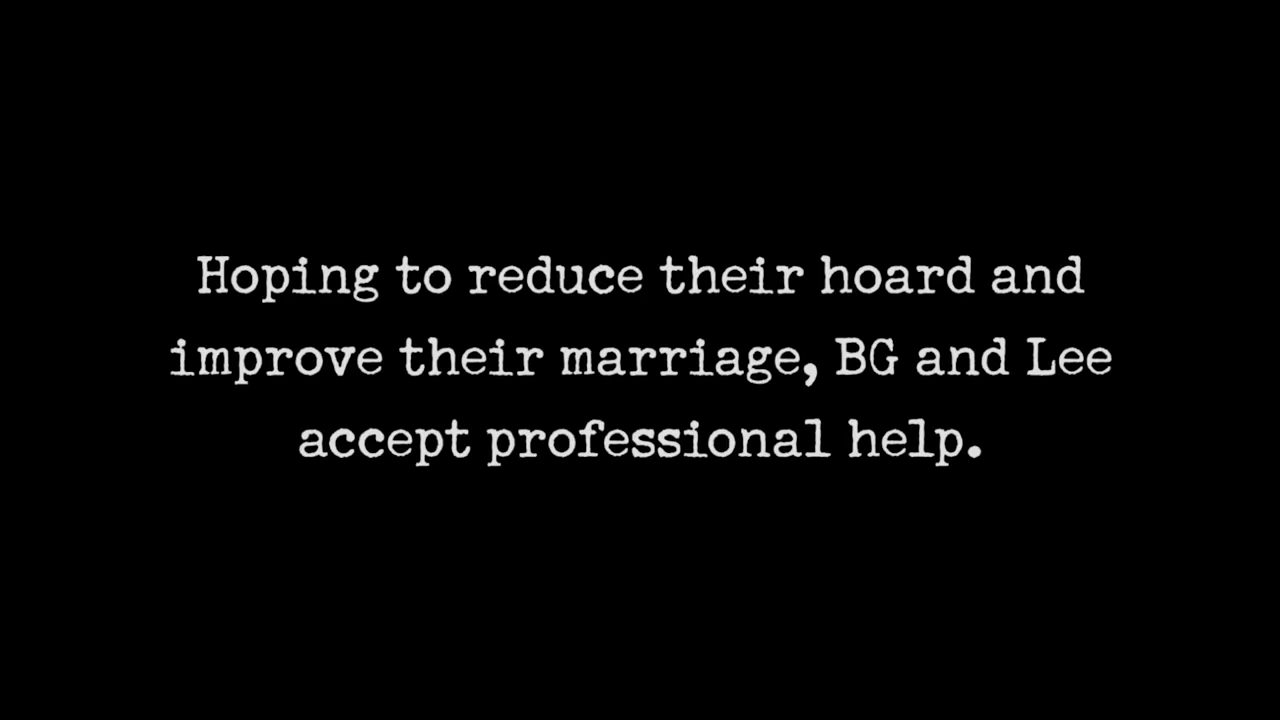 Hoping to reduce their hoard and
improve their marriage, BG and Lee
accept professional help.